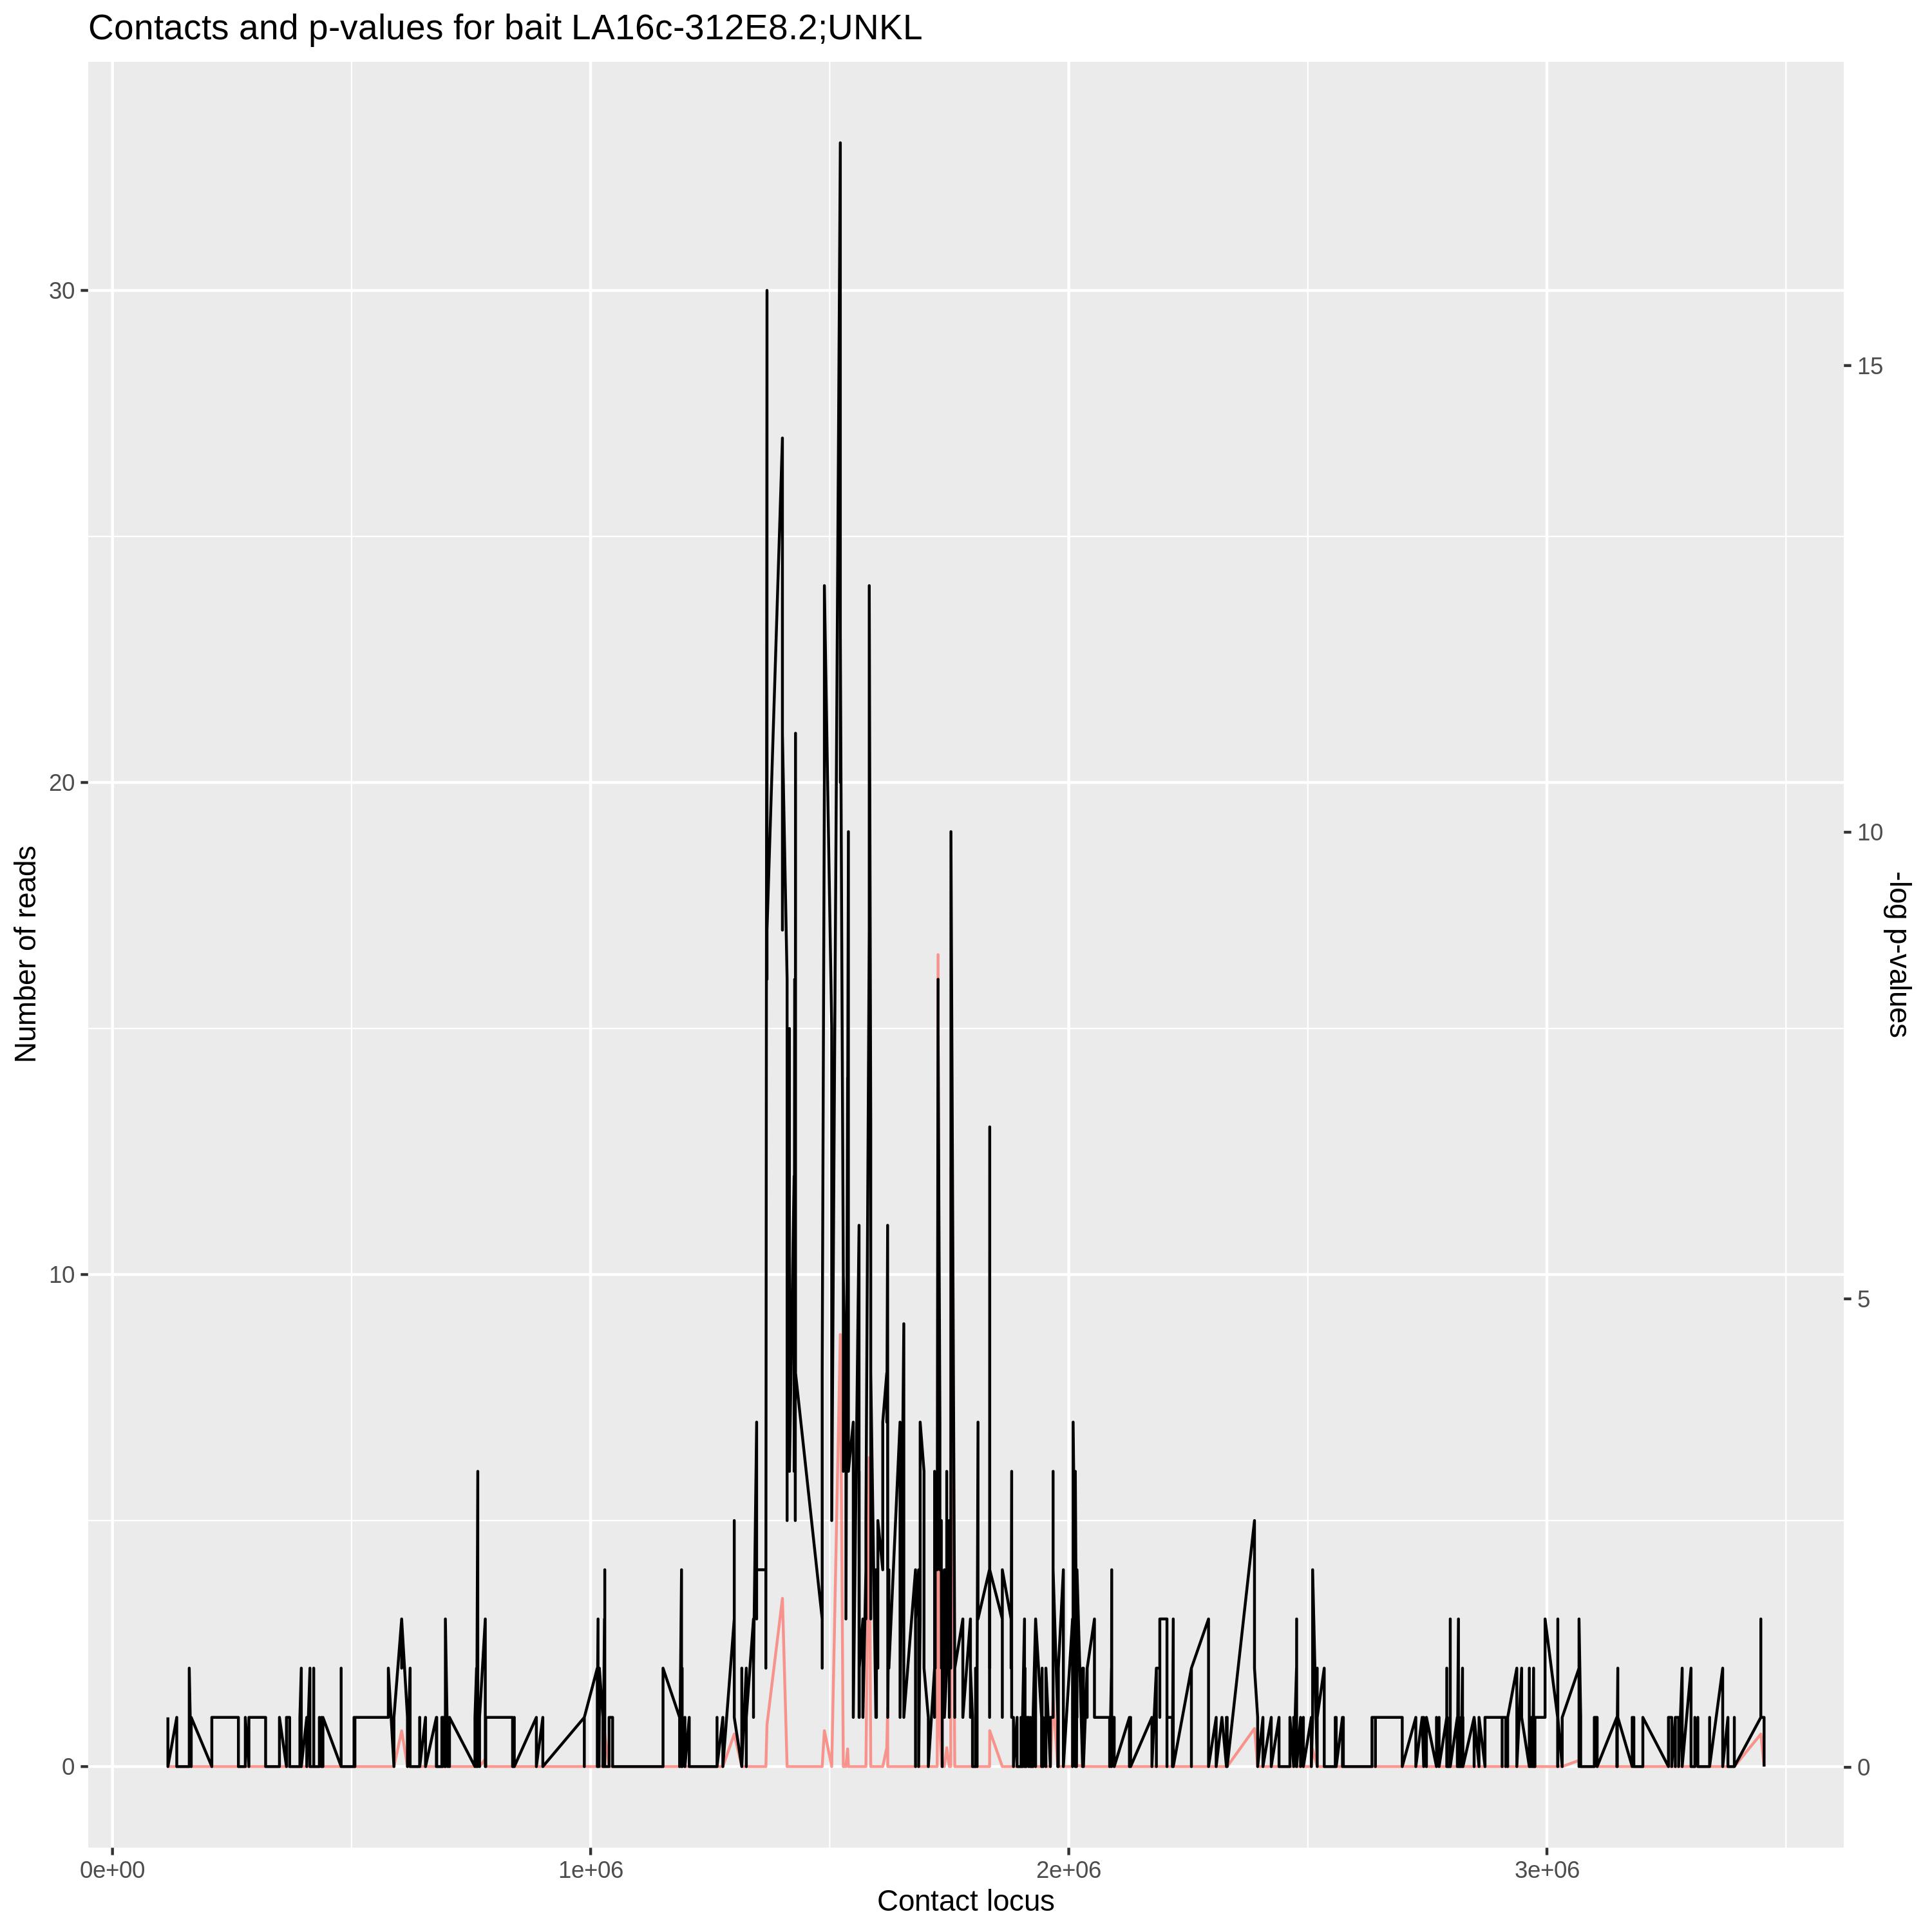 Contacts and p-values for bait LA16c-312E8.2;UNKL
30
20
10
0
Number of reads
15
10
5
0
-log p-values
0e+00 1e+06 2e+06 3e+06
Contact locus